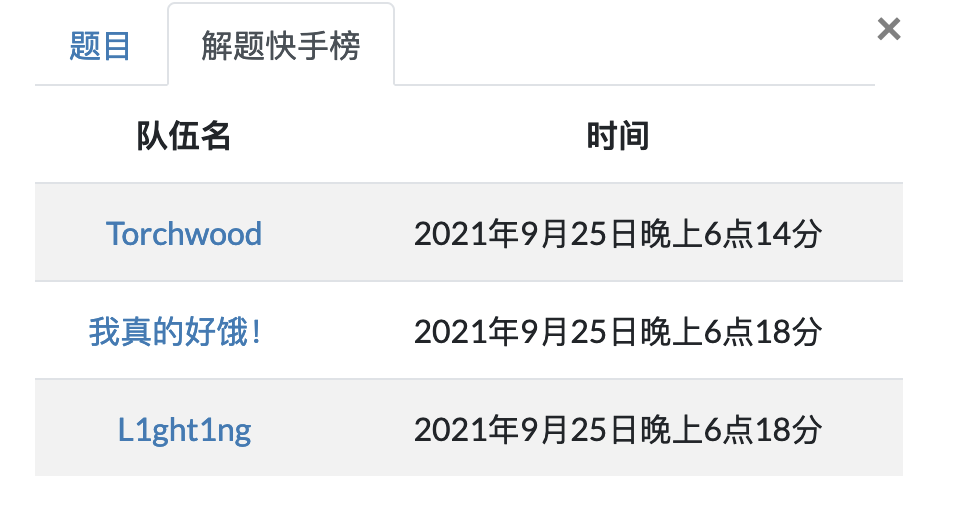 题目 解题快手榜 ×
队伍名 时间
Torchwood 2021年9月25日晚上6点14分
我真的好饿！ 2021年9月25日晚上6点18分
L1ght1ng 2021年9月25日晚上6点18分